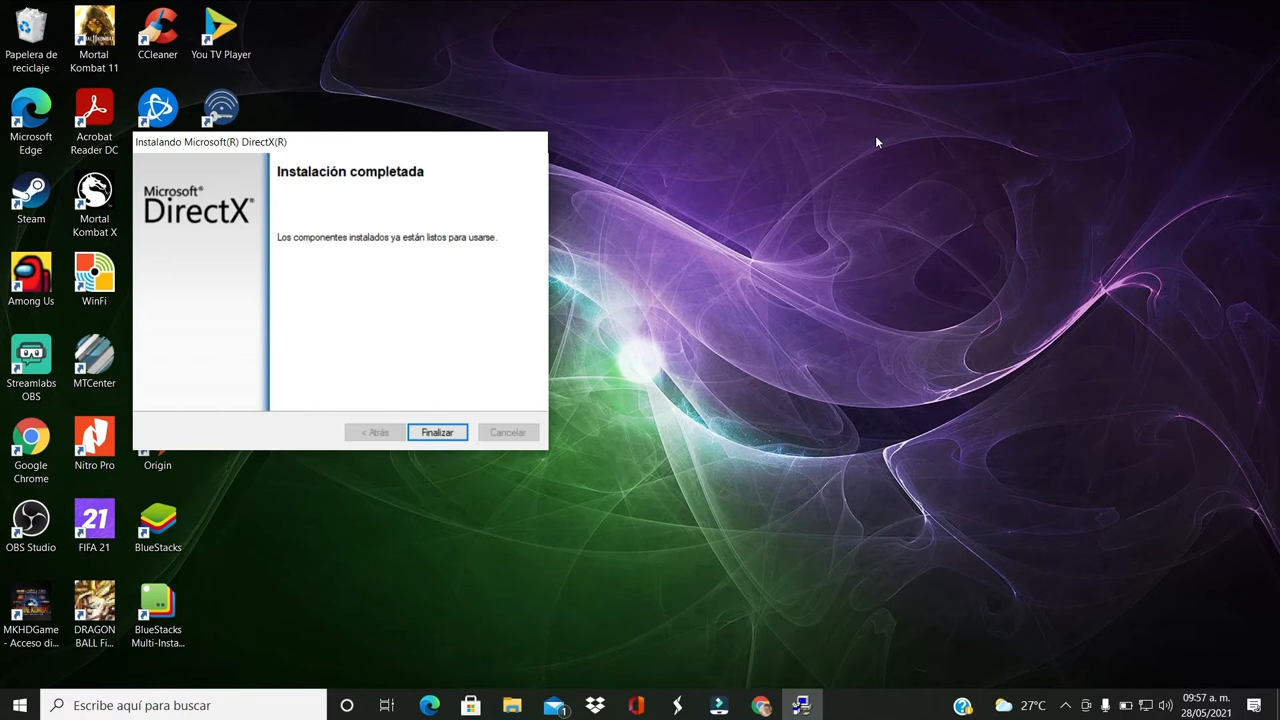 Papelera de
reciclaje
Mortal
Kombat 11
CCleaner
You TV Player
Microsoft
Edge
Acrobat
Reader DC
Instalando Microsoft(R) DirectX(R)
Microsoft®
DirectX®
Instalación completada
Los componentes instalados ya están listos para usarse.
< Atrás
Finalizar
Cancelar
Steam
Mortal
Kombat X
Among Us
WinFi
Streamlabs
OBS
MTCenter
Google
Chrome
Nitro Pro
Origin
OBS Studio
21
FIFA 21
BlueStacks
MKHDGame
- Acceso di...
DRAGON
BALL Fi...
BlueStacks
Multi-Insta...
Escribe aquí para buscar
1
27°C
09:57 a. m.
28/05/2021